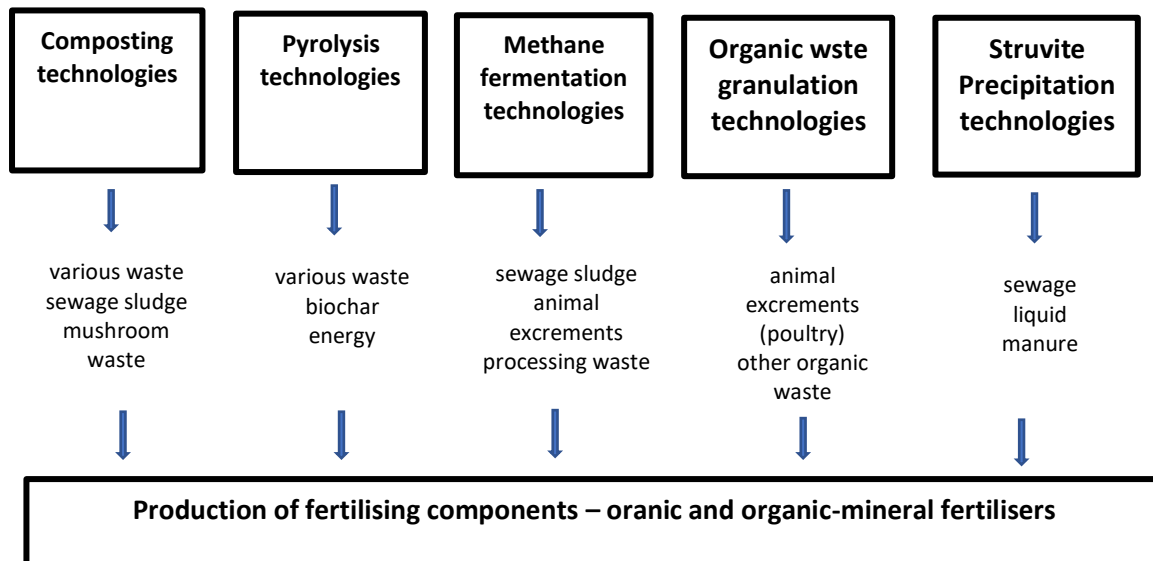 Composting
technologies
Pyrolysis
technologies
Methane
fermentation
technologies
Organic wste
granulation
technologies
Struvite
Precipitation
technologies
various waste
sewage sludge
mushroom
waste
various waste
biochar
energy
sewage sludge
animal
excrements
processing waste
animal
excrements
(poultry)
other organic
waste
sewage
liquid
manure
Production of fertilising components – oranic and organic-mineral fertilisers